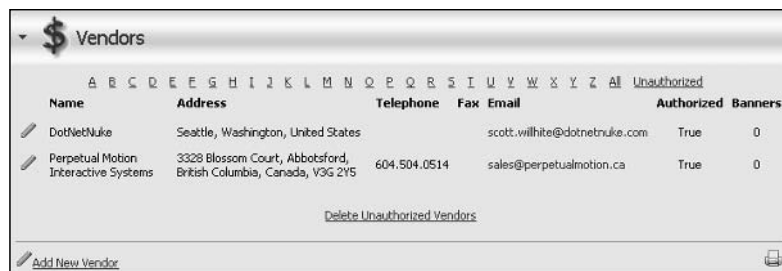 $ Vendors
A B C D E F G H I J K L M N O P Q R S T U V W X Y Z All Unauthorized
Name Address Telephone Fax Email Authorized Banners
DotNetNuke Seattle, Washington, United States scott.willhite@dotnetnuke.com True 0
Perpetual Motion 3328 Blossom Court, Abbotsford,
Interactive Systems British Columbia, Canada, V3G 2Y5 604.504.0514 sales@perpetualmotion.ca True 0
Delete Unauthorized Vendors
Add New Vendor